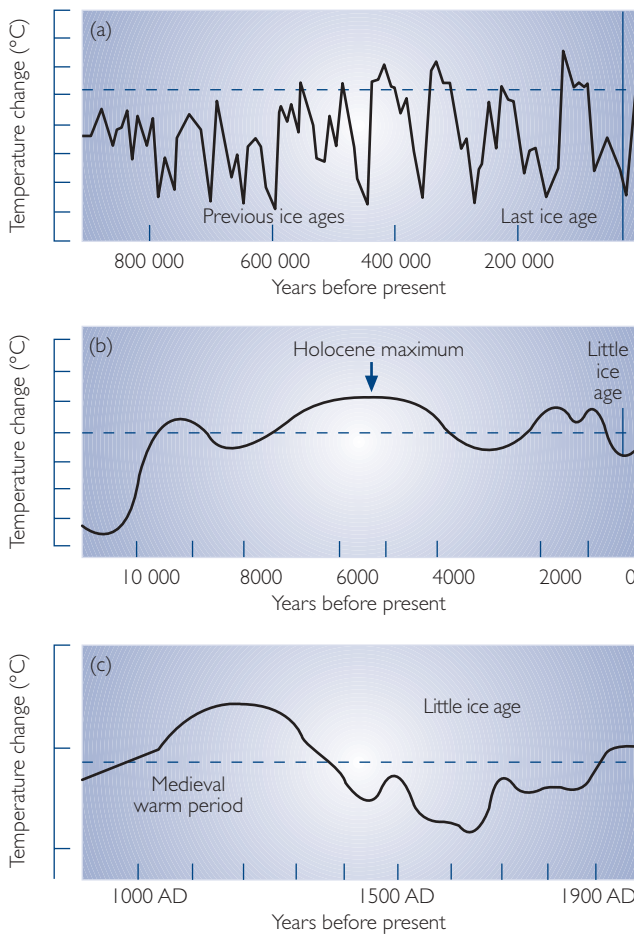 (a)
Temperature change (°C)
Previous ice ages
Last ice age
800 000
600 000
400 000
200 000
Years before present
(b)
Temperature change (°C)
Holocene maximum
Little
ice
age
10 000
8000
6000
4000
2000
0
Years before present
(c)
Temperature change (°C)
Little ice age
Medieval
warm period
1000 AD
1500 AD
1900 AD
Years before present